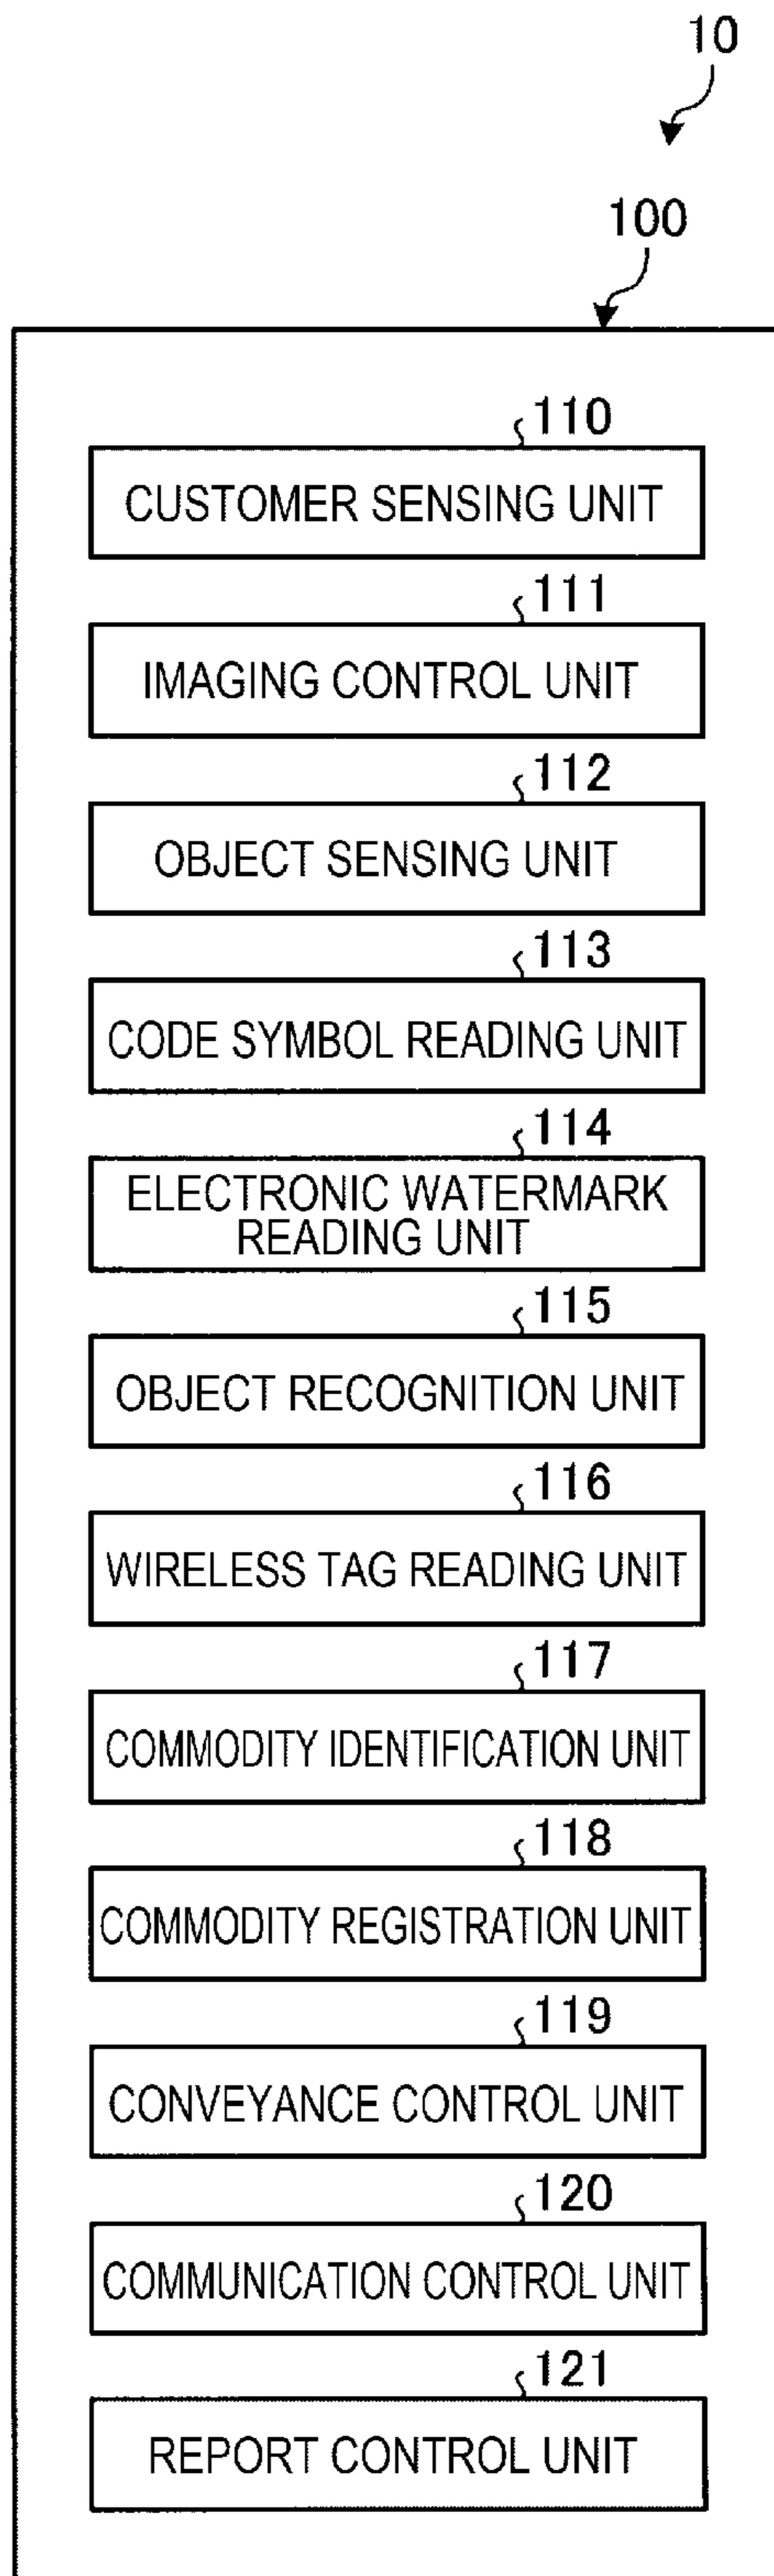 10
100
110
CUSTOMER SENSING UNIT
111
IMAGING CONTROL UNIT
112
OBJECT SENSING UNIT
113
CODE SYMBOL READING UNIT
114
ELECTRONIC WATERMARK
READING UNIT
115
OBJECT RECOGNITION UNIT
116
WIRELESS TAG READING UNIT
117
COMMODITY IDENTIFICATION UNIT
118
COMMODITY REGISTRATION UNIT
119
CONVEYANCE CONTROL UNIT
120
COMMUNICATION CONTROL UNIT
121
REPORT CONTROL UNIT